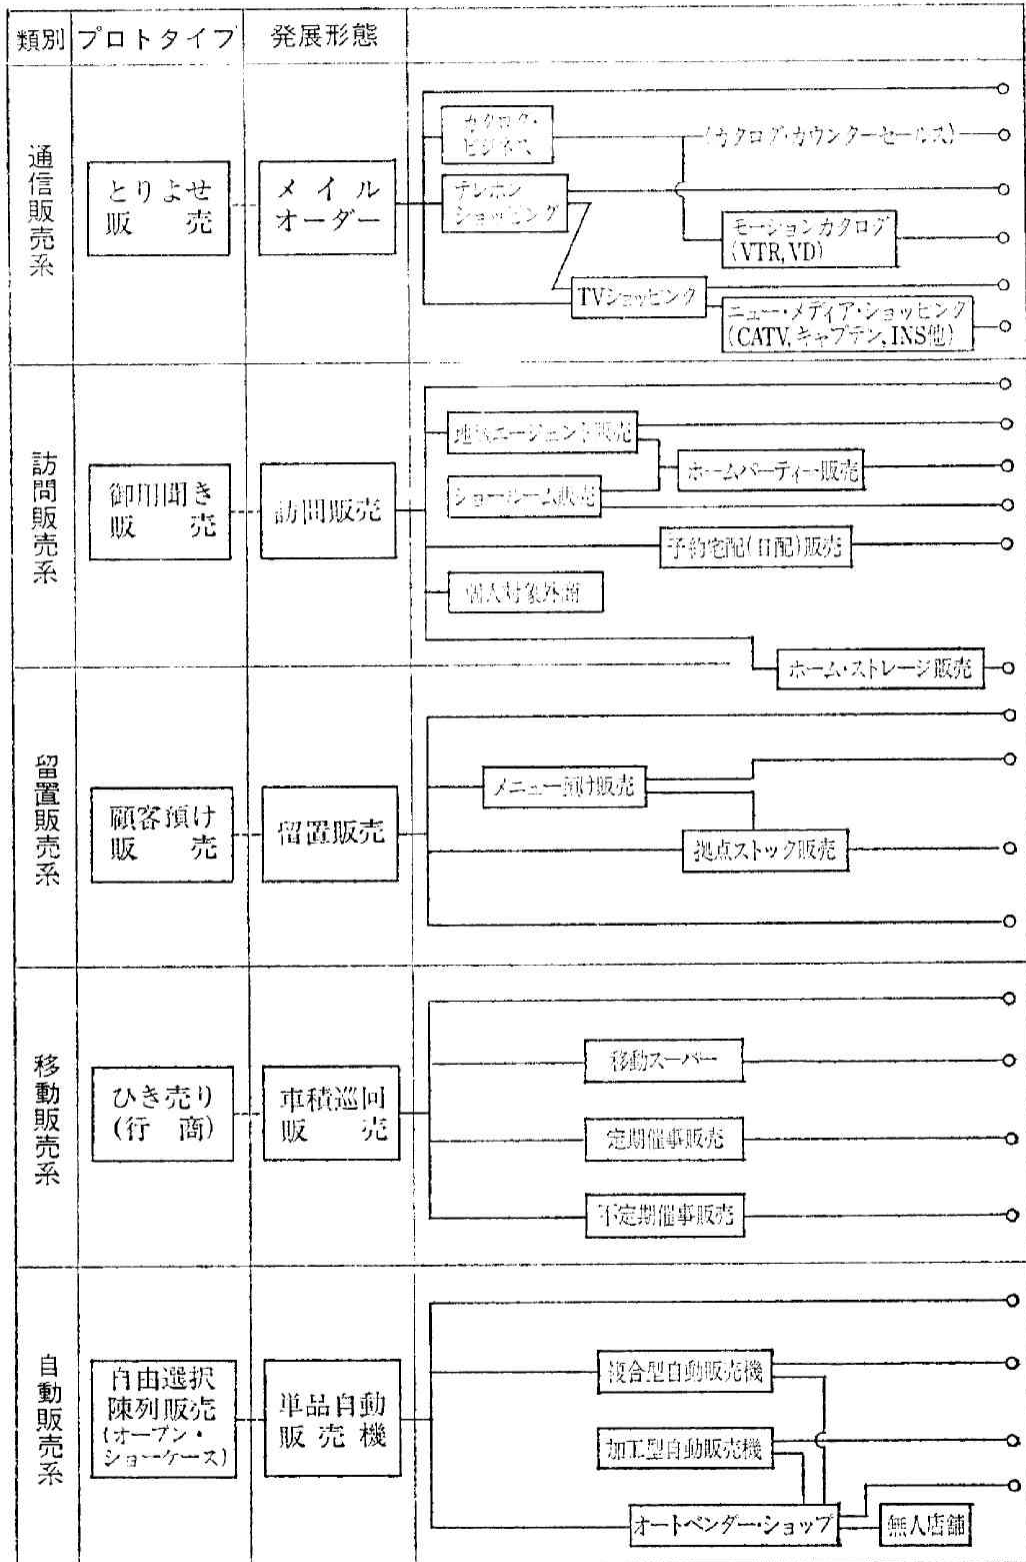 類別
プロトタイプ
発展形態
通信販売系
とりよせ
販売
メイル
オーダー
カタログ・
ビジネス
(カタログ・カウンターセールス)
テレホン
ショッピング
モーションカタログ
(VTR, VD)
TVショッピング
ニュー・メディア・ショッピング
(CATV, キャプテン, INS他)
訪問販売系
御用聞き
販売
訪問販売
地域エージェント販売
ホームパーティー販売
ショールーム販売
予約宅配(日配)販売
個人対象外商
ホーム・ストレージ販売
留置販売系
顧客預け
販売
留置販売
メニュー預け販売
拠点ストック販売
移動販売系
ひき売り
(行商)
車積巡回
販売
移動スーパー
定期催事販売
不定期催事販売
自動販売系
自由選択
陳列販売
(オープン・
ショーケース)
単品自動
販売機
複合型自動販売機
加工型自動販売機
オートベンダー・ショップ
無人店舗